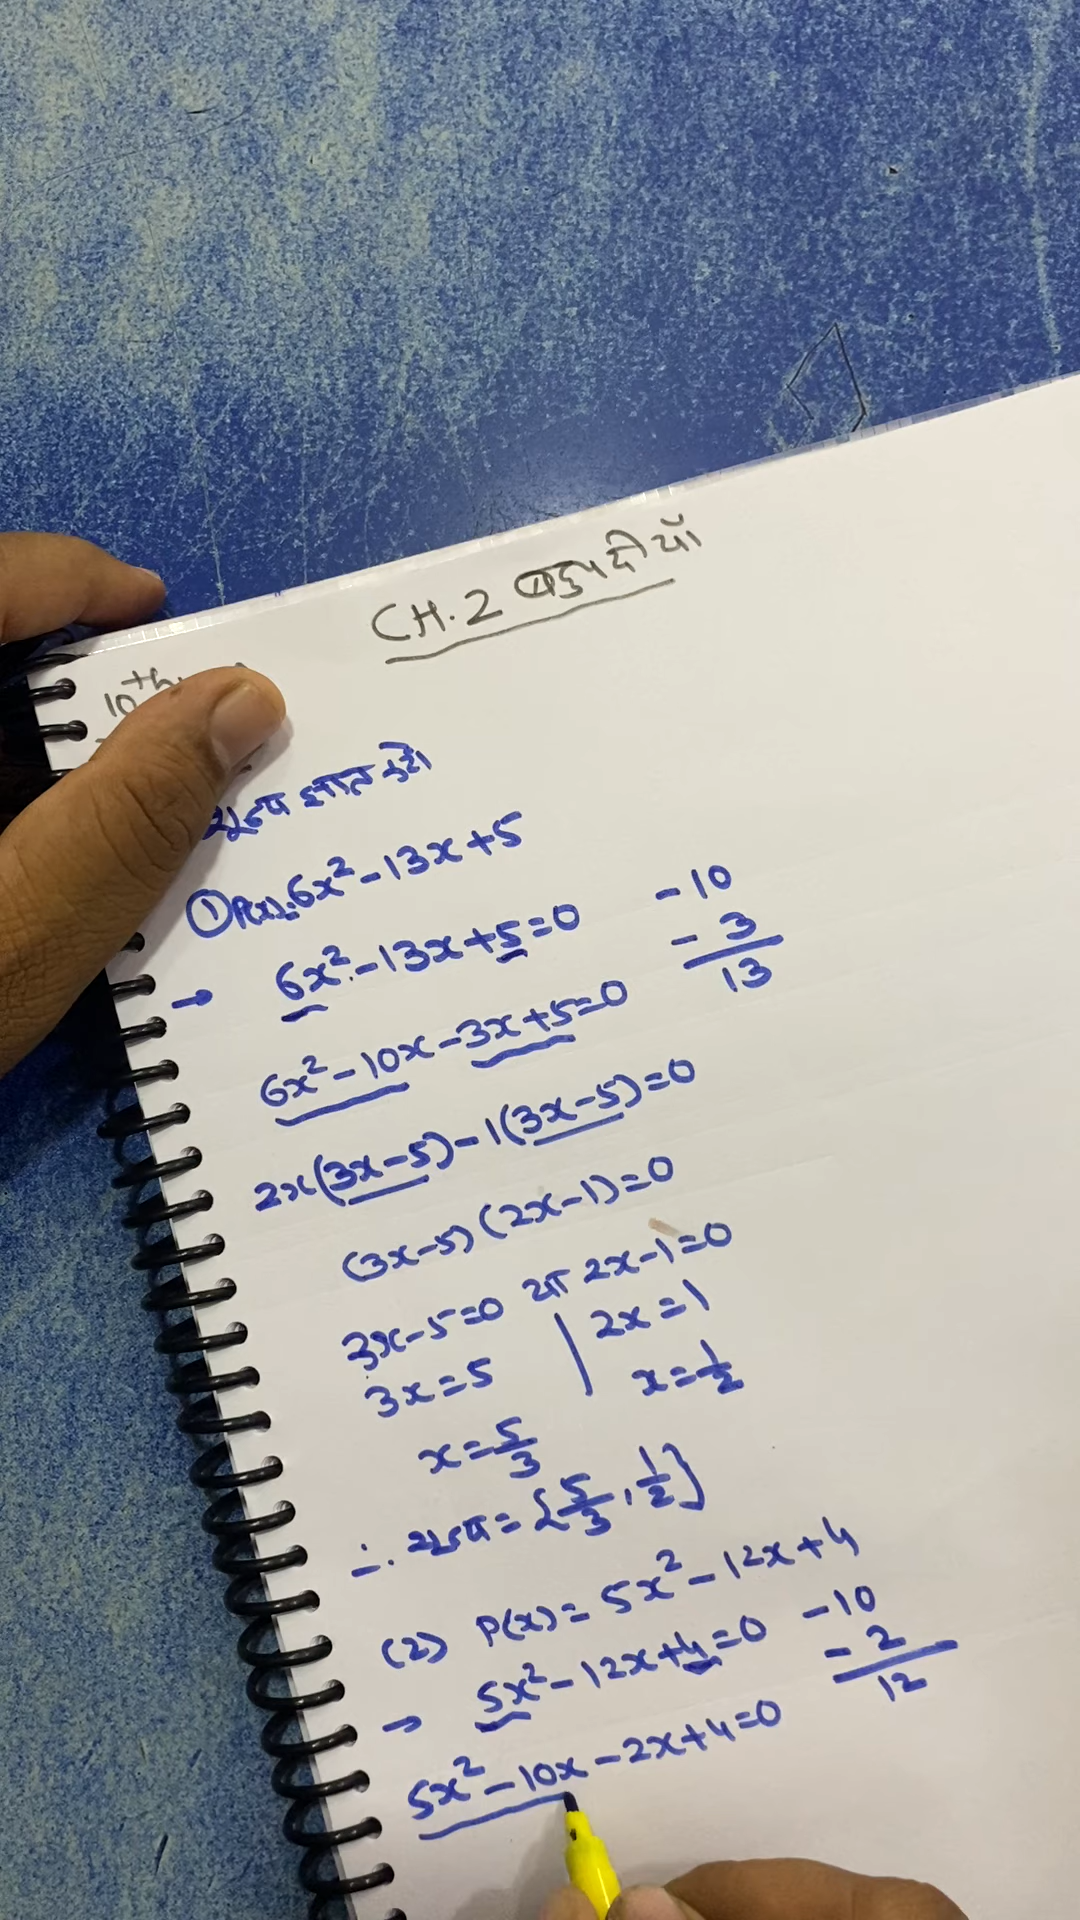 CH.2 बहुपदीयाँ
10th
शून्य ज्ञात करो
① P(x)=6x²-13x+5
→ 6x²-13x+5=0
-10
-3
13
6x²-10x-3x+5=0
2x(3x-5)-1(3x-5)=0
(3x-5)(2x-1)=0
3x-5=0 या 2x-1=0
3x=5 | 2x=1
x=5/3
x=1/2
∴ शून्य={5/3, 1/2}
(2) P(x)=5x²-12x+4
→ 5x²-12x+4=0
-10
-2
12
5x²-10x-2x+4=0